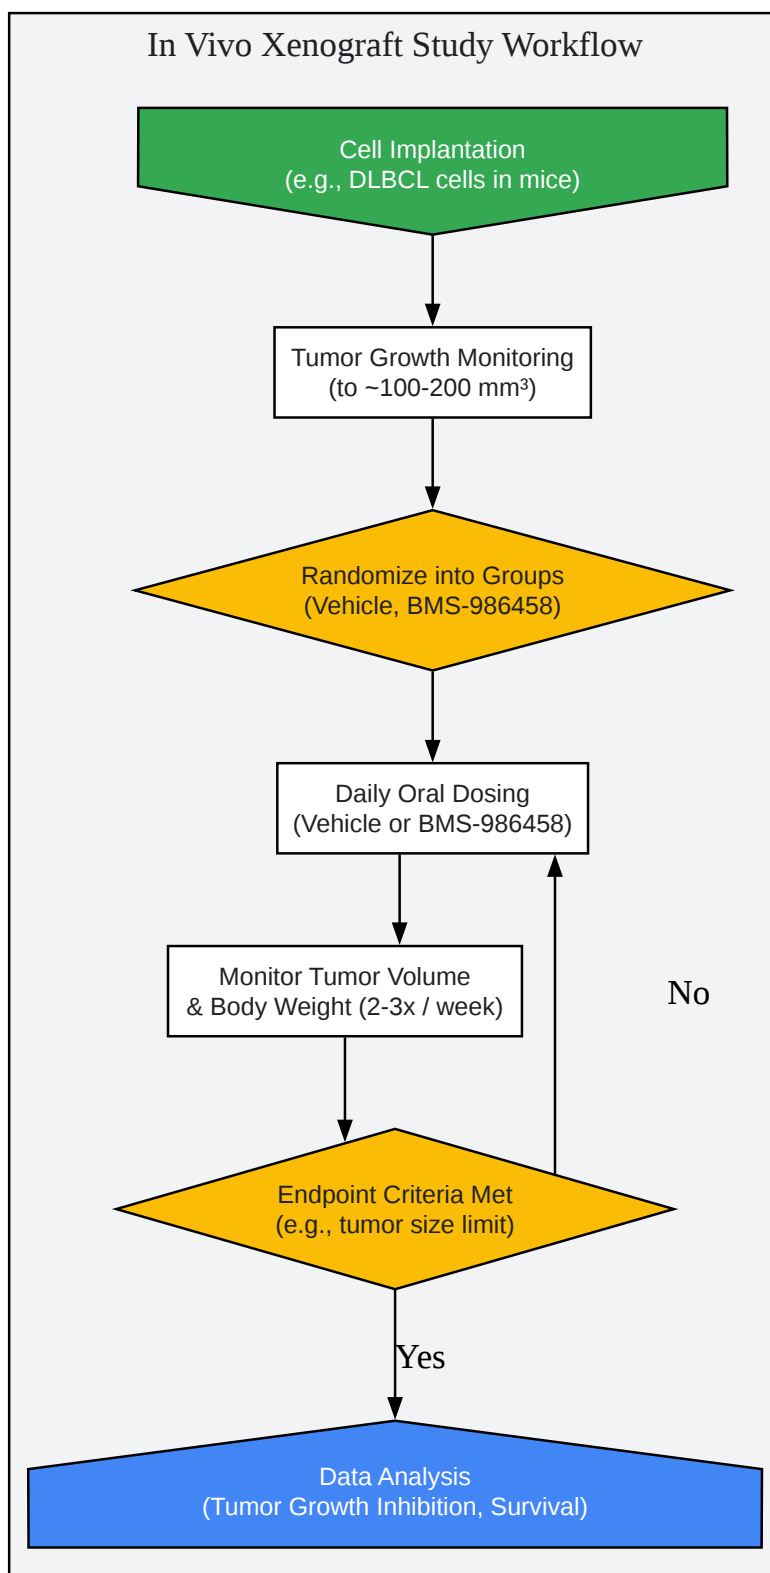 In Vivo Xenograft Study Workflow
Cell Implantation
(e.g., DLBCL cells in mice)
Tumor Growth Monitoring
(to ~100-200 mm³)
Randomize into Groups
(Vehicle, BMS-986458)
Daily Oral Dosing
(Vehicle or BMS-986458)
Monitor Tumor Volume
& Body Weight (2-3x / week)
No
Endpoint Criteria Met
(e.g., tumor size limit)
Yes
Data Analysis
(Tumor Growth Inhibition, Survival)